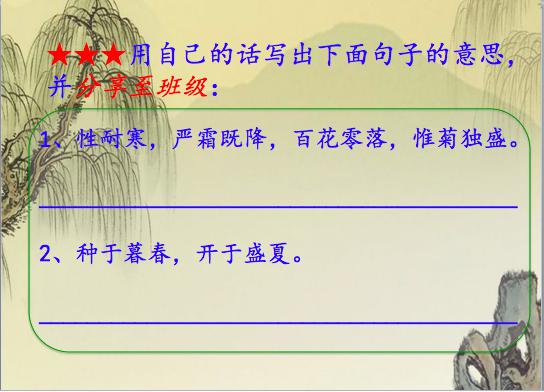 ★★★用自己的话写出下面句子的意思，
并分享至班级：
1、性耐寒，严霜既降，百花零落，惟菊独盛。
2、种于暮春，开于盛夏。